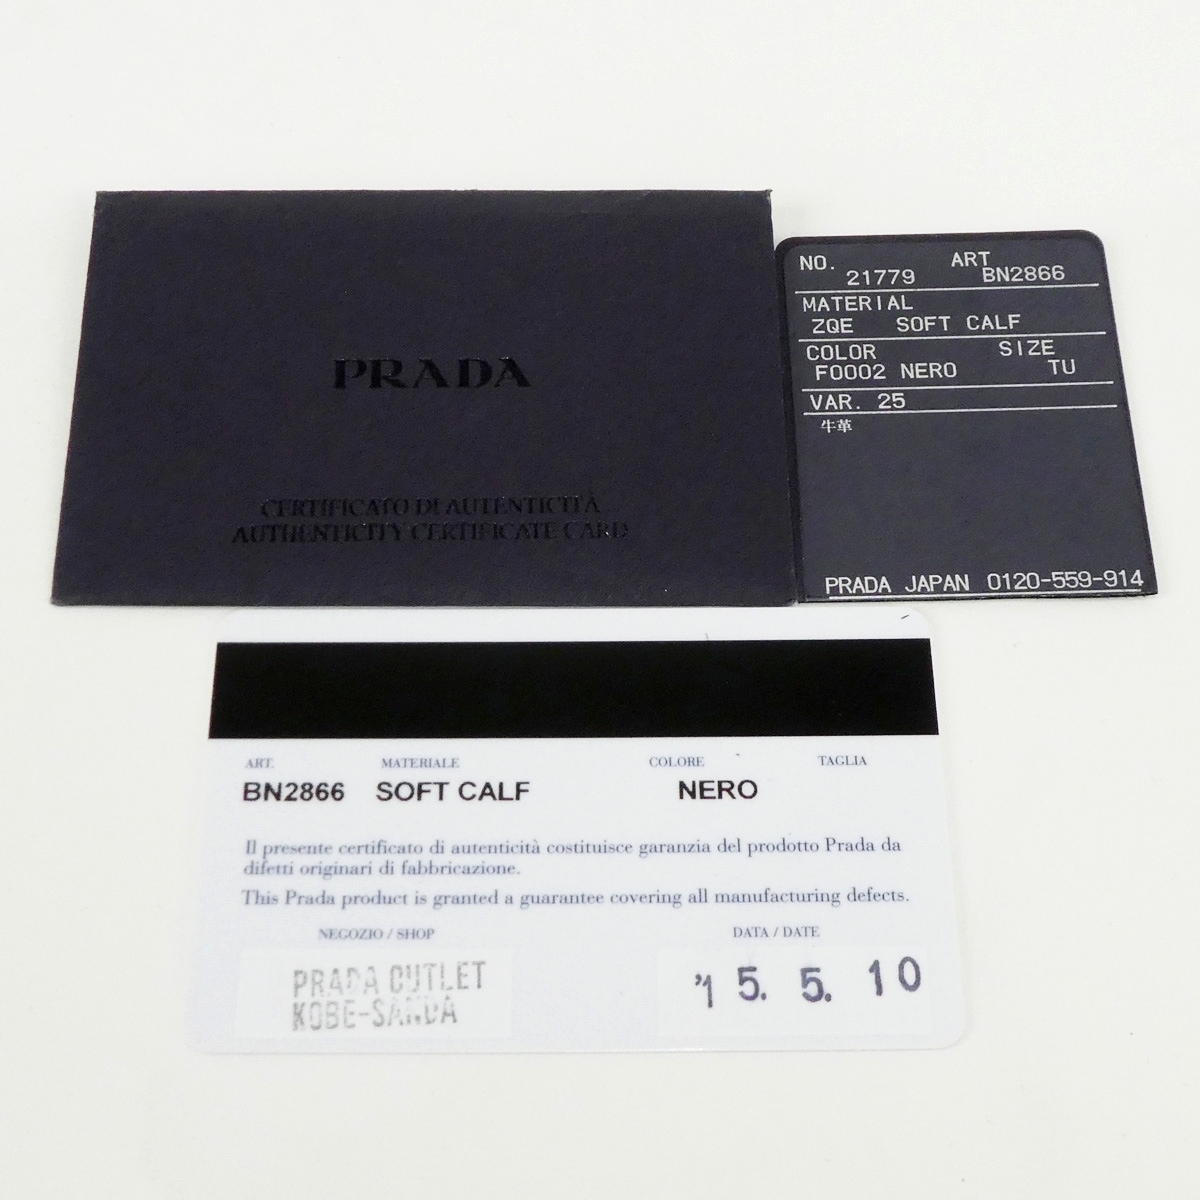 PRADA
CERTIFICATO DI AUTENTICITÀ
AUTHENTICITY CERTIFICATE CARD
NO. ART
21779 BN2866
MATERIAL
ZQE SOFT CALF
COLOR SIZE
F0002 NERO TU
VAR. 25
牛革
PRADA JAPAN 0120-559-914
ART. MATERIALE COLORE TAGLIA
BN2866 SOFT CALF NERO
Il presente certificato di autenticità costituisce garanzia del prodotto Prada da
difetti originari di fabbricazione.
This Prada product is granted a guarantee covering all manufacturing defects.
NEGOZIO / SHOP DATA / DATE
PRADA OUTLET
KOBE-SANDA
'15. 5. 10